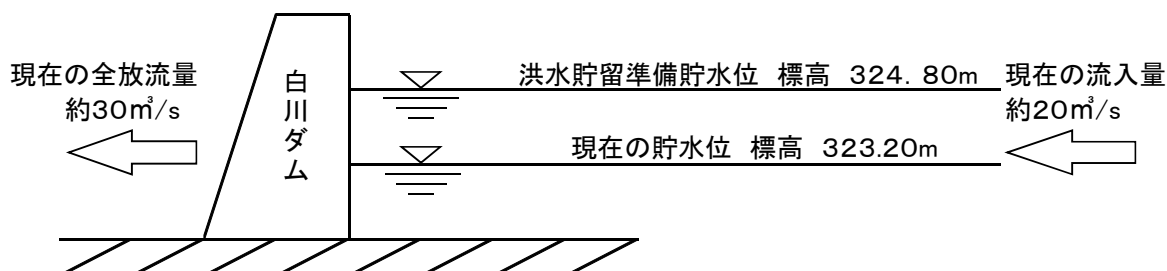 現在の全放流量
約30㎥/s
白川ダム
洪水貯留準備貯水位 標高 324.80m
現在の貯水位 標高 323.20m
現在の流入量
約20㎥/s